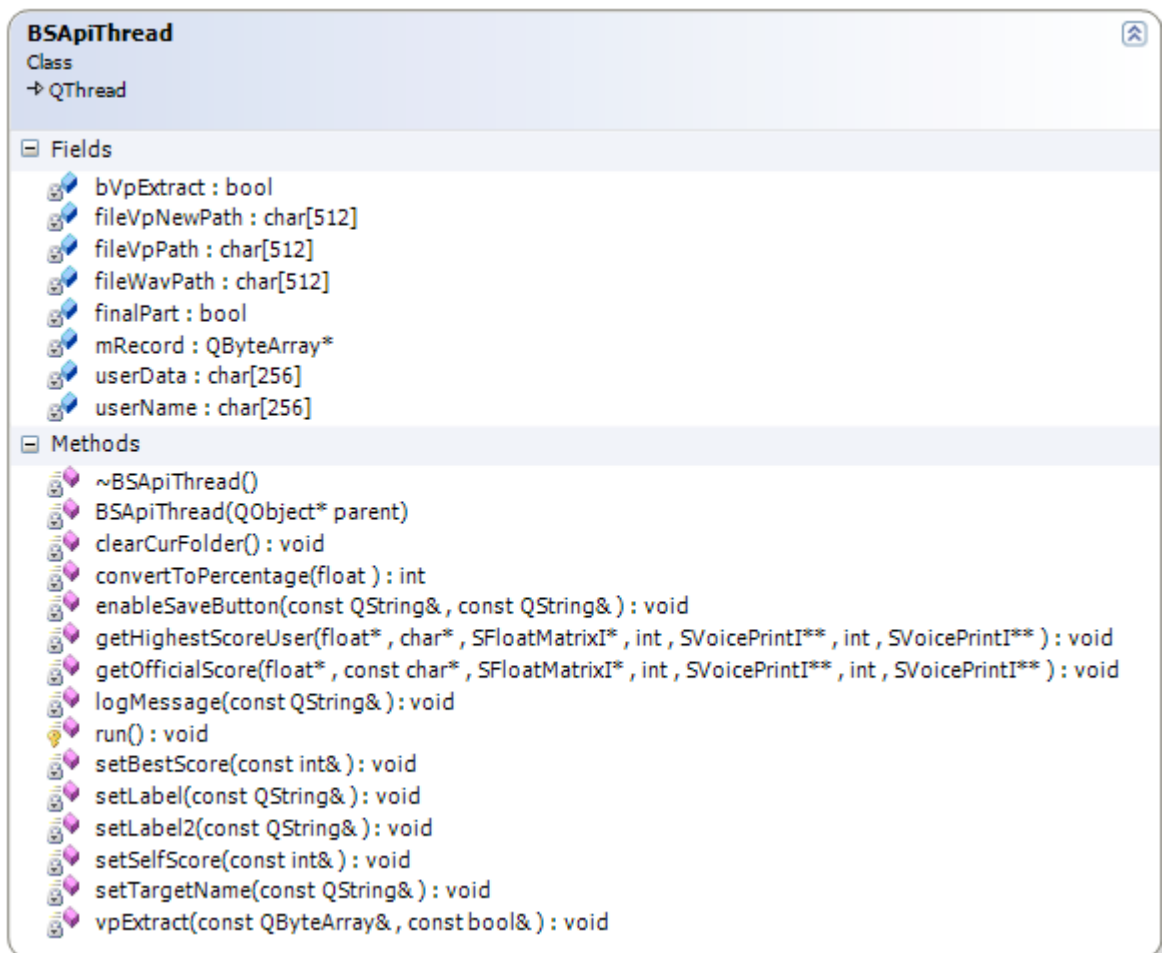 BSApiThread
Class
QThread
Fields
bVpExtract : bool
fileVpNewPath : char[512]
fileVpPath : char[512]
fileWavPath : char[512]
finalPart : bool
mRecord : QByteArray*
userData : char[256]
userName : char[256]
Methods
~BSApiThread()
BSApiThread(QObject* parent)
clearCurFolder() : void
convertToPercentage(float ) : int
enableSaveButton(const QString& , const QString& ) : void
getHighestScoreUser(float* , char* , SFloatMatrixI* , int , SVoicePrintI** , int , SVoicePrintI** ) : void
getOfficialScore(float* , const char* , SFloatMatrixI* , int , SVoicePrintI** , int , SVoicePrintI** ) : void
logMessage(const QString& ) : void
run() : void
setBestScore(const int& ) : void
setLabel(const QString& ) : void
setLabel2(const QString& ) : void
setSelfScore(const int& ) : void
setTargetName(const QString& ) : void
vpExtract(const QByteArray& , const bool& ) : void